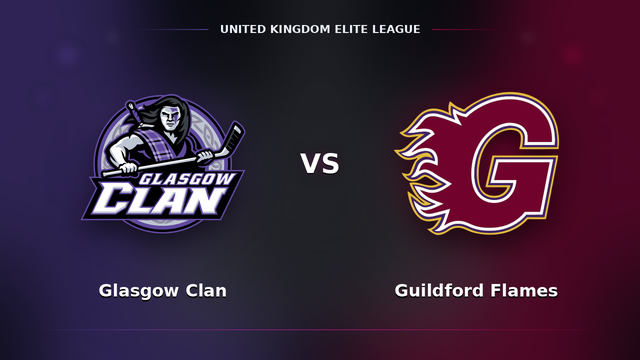 UNITED KINGDOM ELITE LEAGUE
GLASGOW
CLAN
VS
G
Glasgow Clan
Guildford Flames